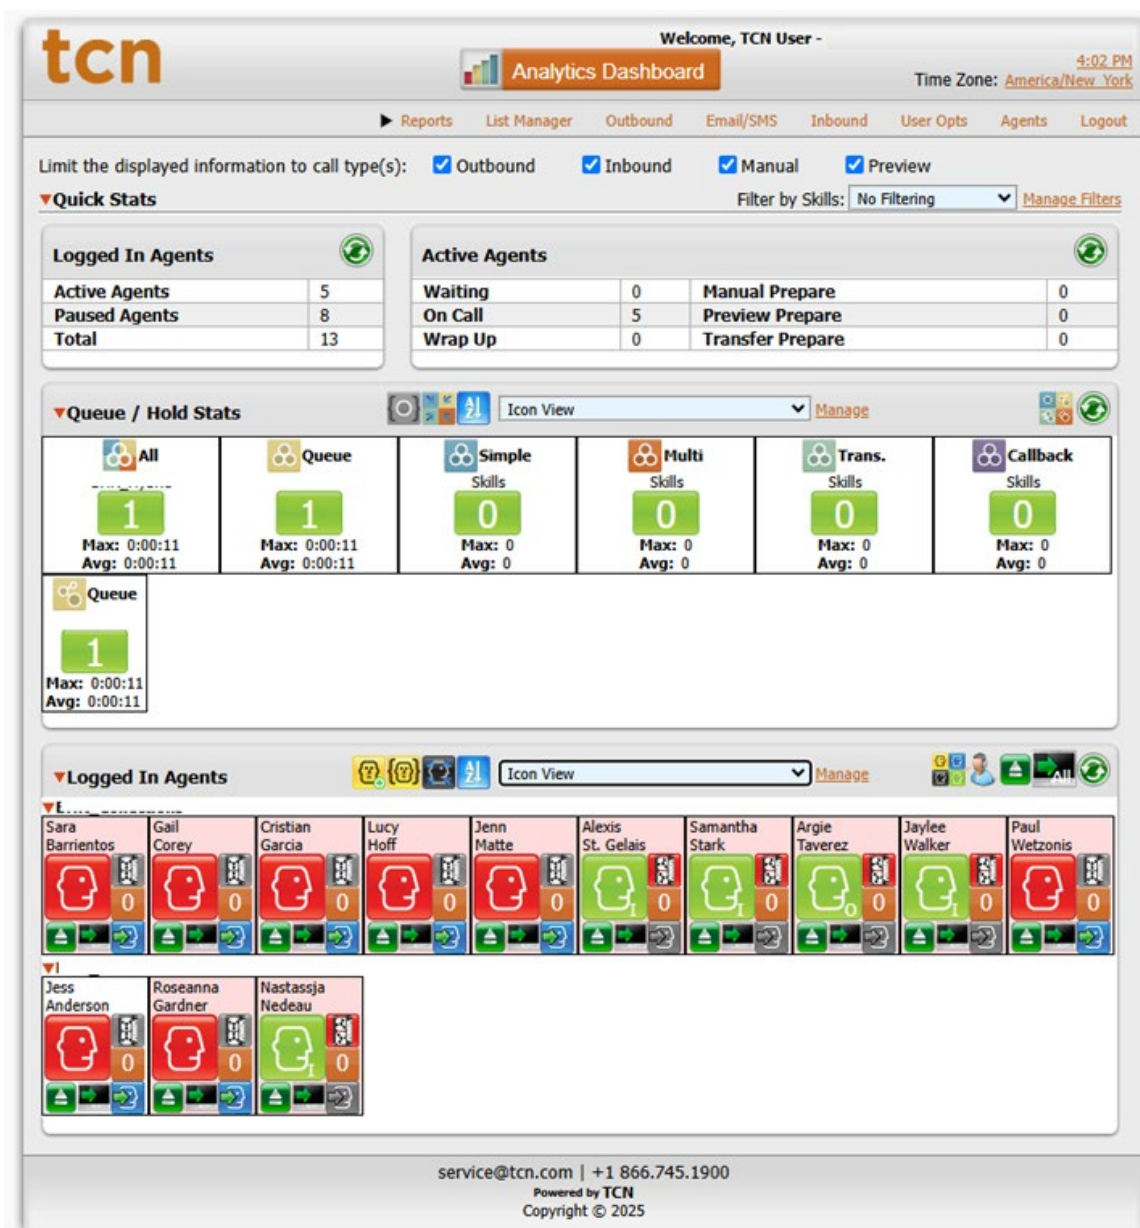 tcn
Welcome, TCN User -
Analytics Dashboard
4:02 PM
Time Zone: America/New_York
Reports List Manager Outbound Email/SMS Inbound User Opts Agents Logout
Limit the displayed information to call type(s): Outbound Inbound Manual Preview
Quick Stats
Filter by Skills: No Filtering Manage Filters
Logged In Agents
Active Agents 5
Paused Agents 8
Total 13
Active Agents
Waiting 0 Manual Prepare 0
On Call 5 Preview Prepare 0
Wrap Up 0 Transfer Prepare 0
Queue / Hold Stats
Icon View Manage
All
1
Max: 0:00:11
Avg: 0:00:11
Queue
1
Max: 0:00:11
Avg: 0:00:11
Simple
Skills
0
Max: 0
Avg: 0
Multi
Skills
0
Max: 0
Avg: 0
Trans.
Skills
0
Max: 0
Avg: 0
Callback
Skills
0
Max: 0
Avg: 0
Queue
1
Max: 0:00:11
Avg: 0:00:11
Logged In Agents
Icon View Manage
All
Sara
Barrientos
0
Gail
Corey
0
Cristian
Garcia
0
Lucy
Hoff
0
Jenn
Matte
0
Alexis
St. Gelais
I
0
Samantha
Stark
I
0
Argie
Taverez
O
0
Jaylee
Walker
I
0
Paul
Wetzonis
0
Jess
Anderson
0
Roseanna
Gardner
0
Nastassja
Nedeau
I
0
service@tcn.com | +1 866.745.1900
Powered by TCN
Copyright © 2025